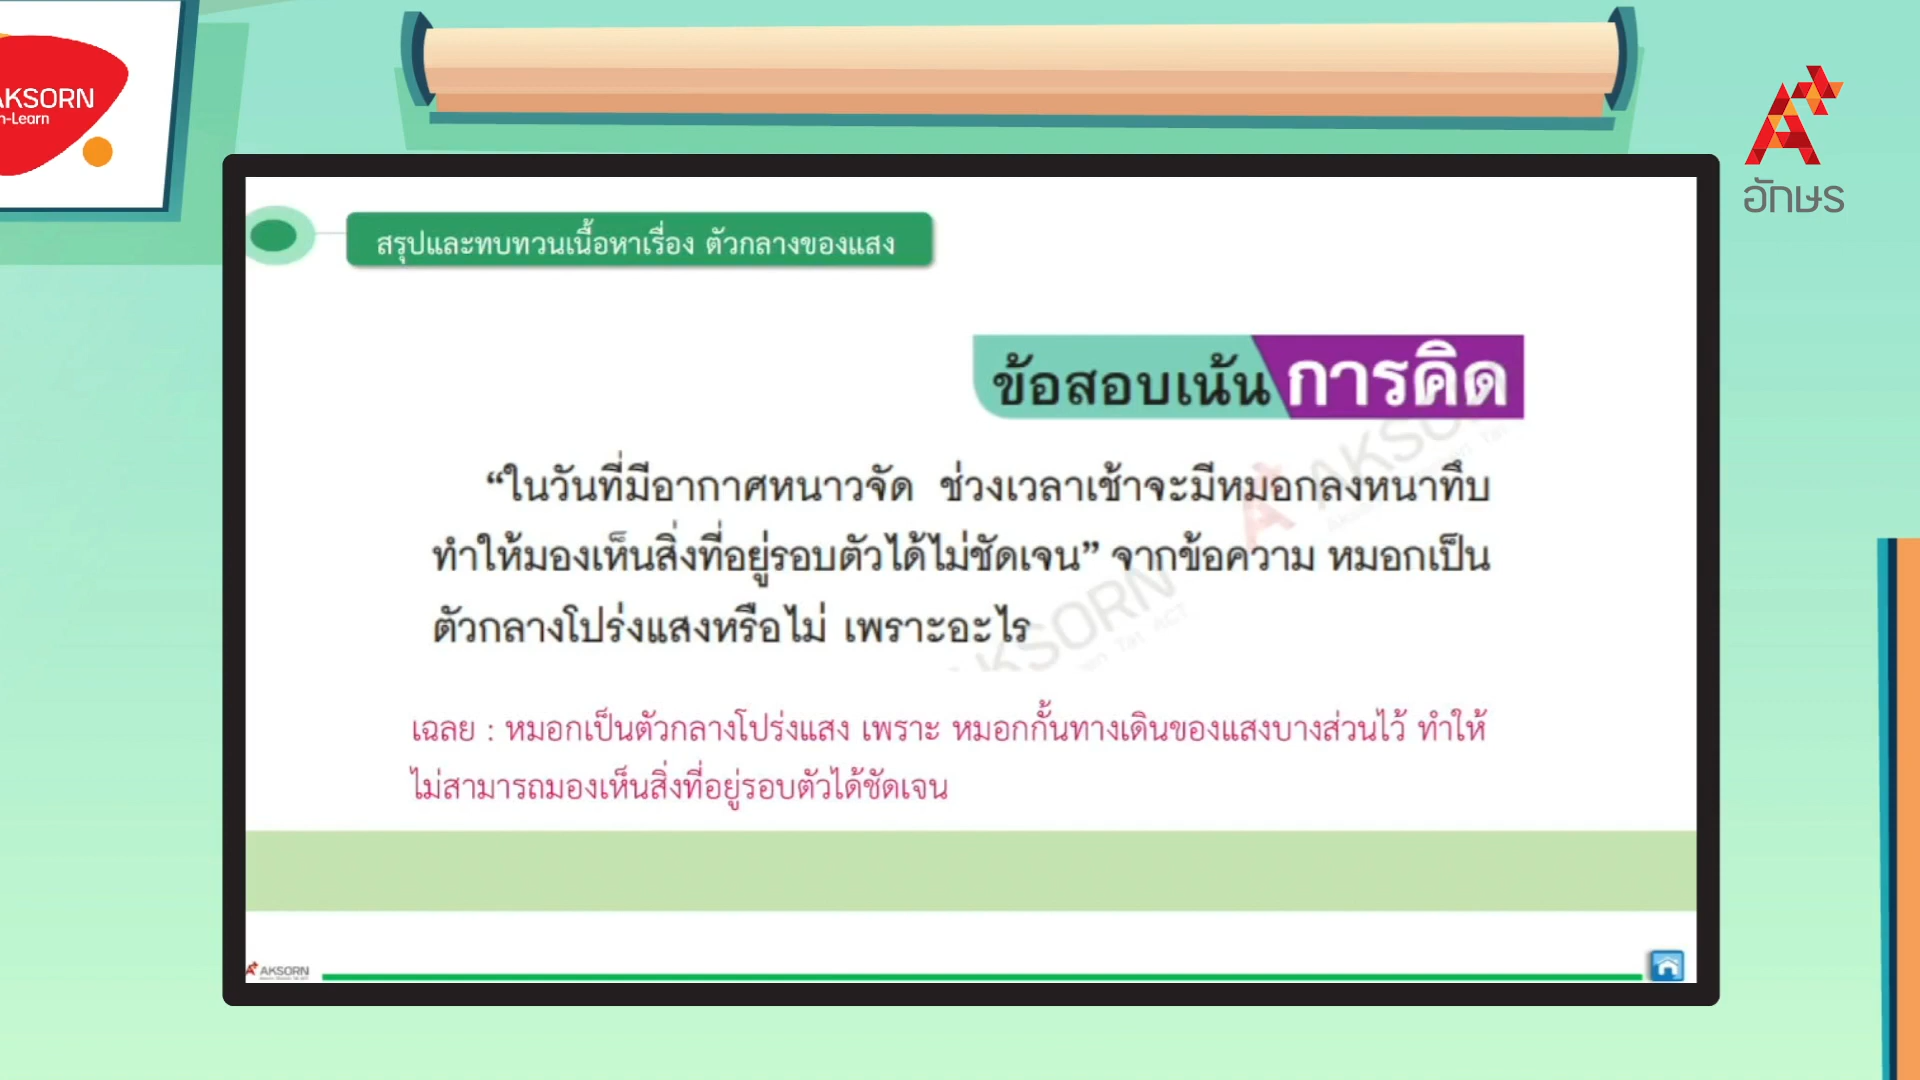 AKSORN
n-Learn
อักษร
สรุปและทบทวนเนื้อหาเรื่อง ตัวกลางของแสง
ข้อสอบเน้น การคิด
“ในวันที่มีอากาศหนาวจัด ช่วงเวลาเช้าจะมีหมอกลงหนาทึบ
ทำให้มองเห็นสิ่งที่อยู่รอบตัวได้ไม่ชัดเจน” จากข้อความ หมอกเป็น
ตัวกลางโปร่งแสงหรือไม่ เพราะอะไร
เฉลย : หมอกเป็นตัวกลางโปร่งแสง เพราะ หมอกกั้นทางเดินของแสงบางส่วนไว้ ทำให้
ไม่สามารถมองเห็นสิ่งที่อยู่รอบตัวได้ชัดเจน
AKSORN